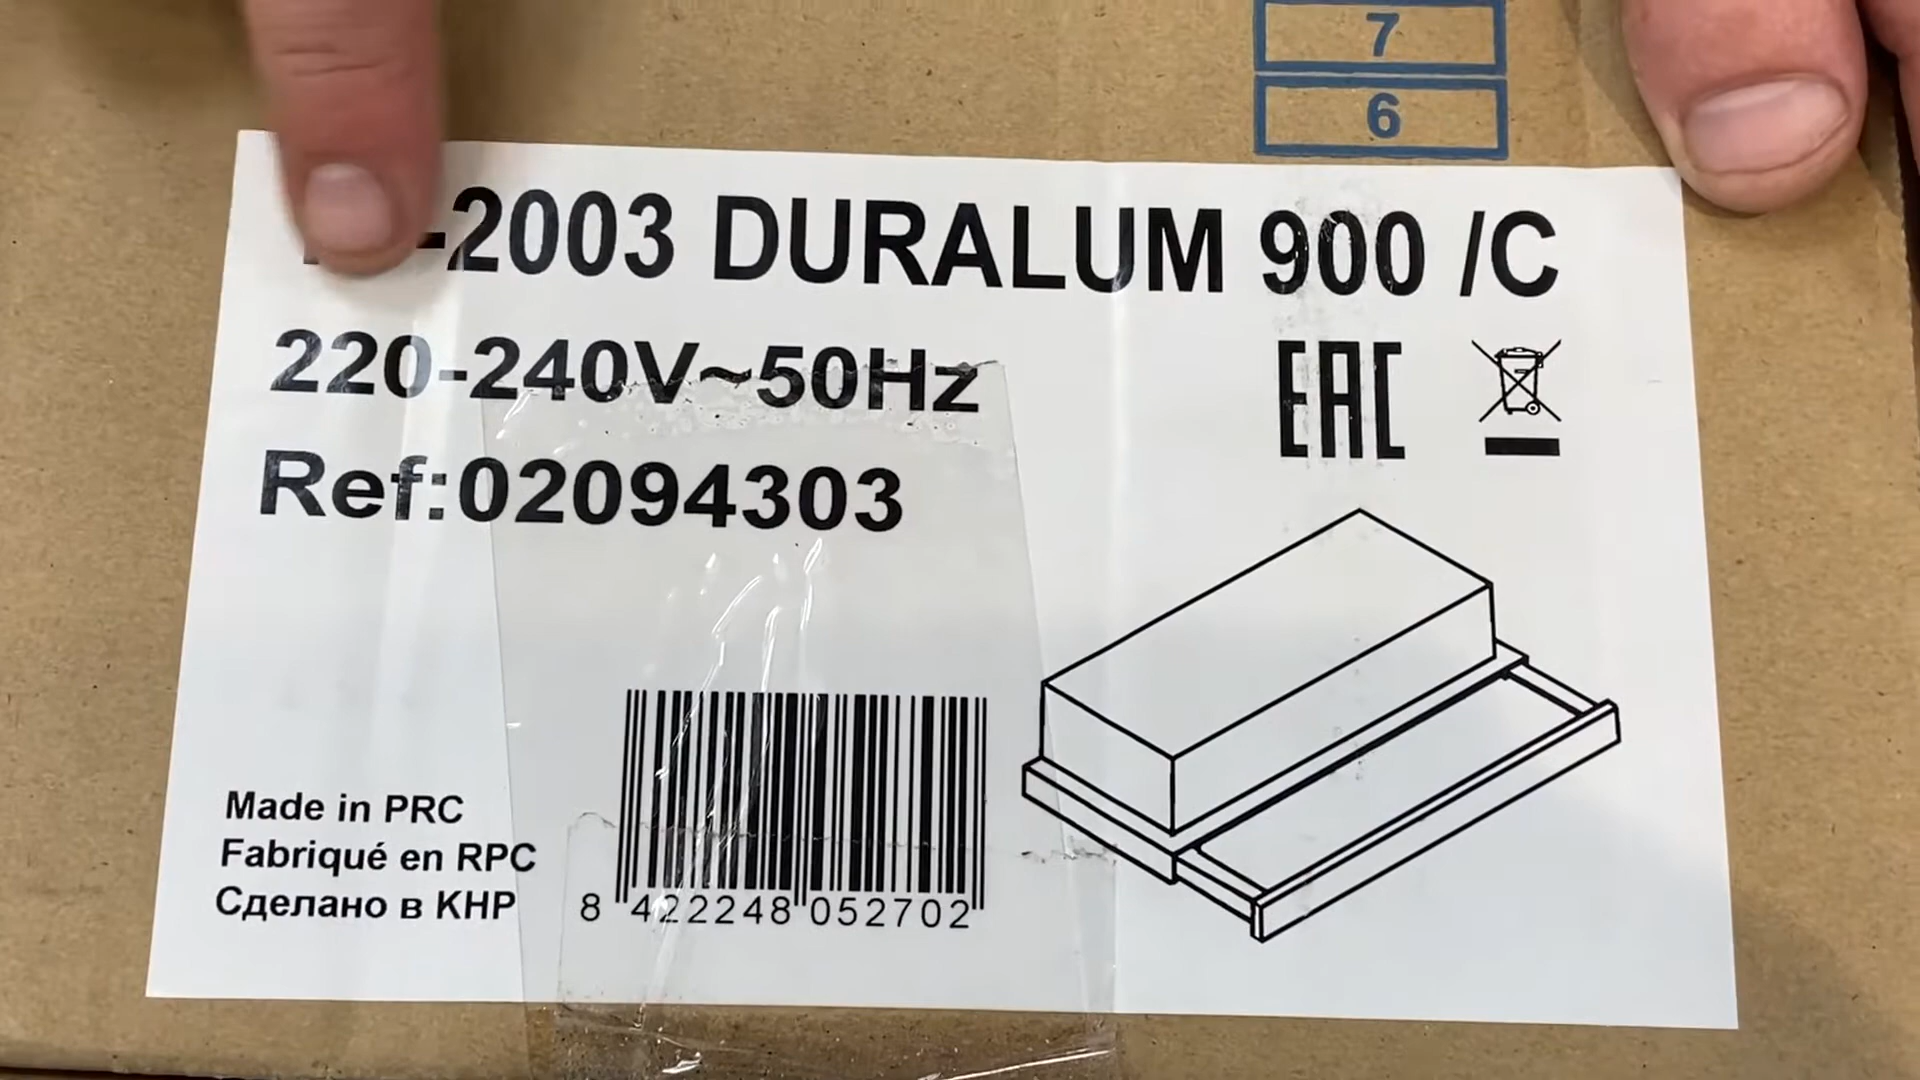 7
6
-2003 DURALUM 900 /C
220-240V~50Hz
EAC
Ref:02094303
Made in PRC
Fabriqué en RPC
Сделано в КНР
8 422248 052702